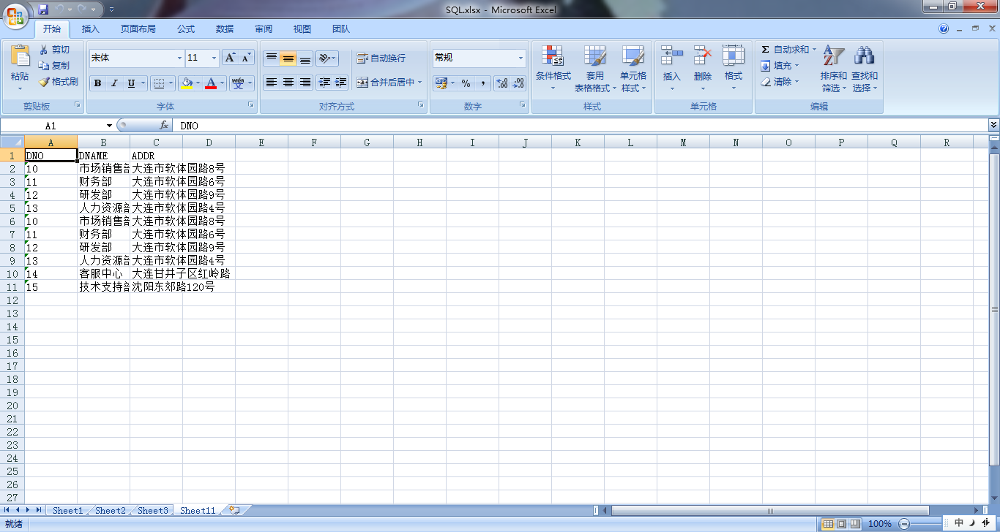 SQL.xlsx - Microsoft Excel
开始 插入 页面布局 公式 数据 审阅 视图 团队
粘贴 剪切 复制 格式刷 剪贴板
宋体 11 B I U A wén 字体
自动换行 合并后居中 对齐方式
常规 % , 数字
条件格式 套用 表格格式 单元格 样式 样式
插入 删除 格式 单元格
Σ 自动求和 填充 清除 排序和 筛选 查找和 选择 编辑
A1 fx DNO
A B C D E F G H I J K L M N O P Q R
1 DNO DNAME ADDR
2 10 市场销售部 大连市软体园路8号
3 11 财务部 大连市软体园路6号
4 12 研发部 大连市软体园路9号
5 13 人力资源部 大连市软体园路4号
6 10 市场销售部 大连市软体园路8号
7 11 财务部 大连市软体园路6号
8 12 研发部 大连市软体园路9号
9 13 人力资源部 大连市软体园路4号
10 14 客服中心 大连甘井子区红岭路
11 15 技术支持部 沈阳东郊路120号
12
13
14
15
16
17
18
19
20
21
22
23
24
25
26
27
Sheet1 Sheet2 Sheet3 Sheet11
就绪 100% 中